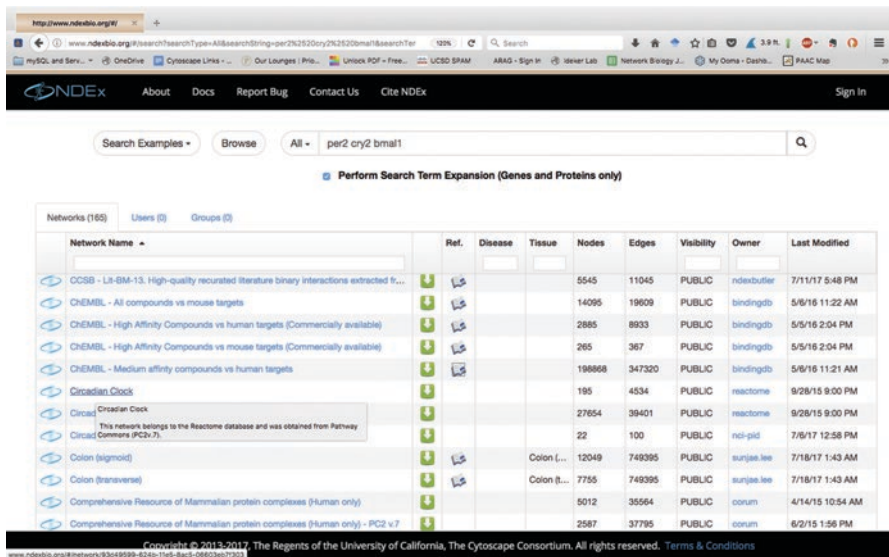 http://www.ndexbio.org/#/
www.ndexbio.org/#/search?searchType=All&searchString=per2%2520cry2%2520bmal1&searchTer 120% Search 3.9 ft.
mySQL and Serv... OneDrive Cytoscape Links - ... Our Lounges | Prio... Unlock PDF - Free... UCSD SPAM ARAG - Sign In Ideker Lab Network Biology J... My Ooma - Dashb... PAAC Map
NDEx About Docs Report Bug Contact Us Cite NDEx Sign In
Search Examples Browse All per2 cry2 bmal1
Perform Search Term Expansion (Genes and Proteins only)
Networks (165) Users (0) Groups (0)
Network Name Ref. Disease Tissue Nodes Edges Visibility Owner Last Modified
CCSB - Lit-BM-13. High-quality recurated literature binary interactions extracted fr... 5545 11045 PUBLIC ndexbutler 7/11/17 5:48 PM
ChEMBL - All compounds vs mouse targets 14095 19609 PUBLIC bindingdb 5/6/16 11:22 AM
ChEMBL - High Affinity Compounds vs human targets (Commercially available) 2885 8933 PUBLIC bindingdb 5/5/16 2:04 PM
ChEMBL - High Affinity Compounds vs mouse targets (Commercially available) 265 367 PUBLIC bindingdb 5/5/16 2:04 PM
ChEMBL - Medium affinty compounds vs human targets 198868 347320 PUBLIC bindingdb 5/6/16 11:21 AM
Circadian Clock 195 4534 PUBLIC reactome 9/28/15 9:00 PM
Circad 27654 39401 PUBLIC reactome 9/28/15 9:00 PM
Circadian Clock
This network belongs to the Reactome database and was obtained from Pathway
Commons (PC2v.7).
Circad 22 100 PUBLIC nci-pid 7/6/17 12:58 PM
Colon (sigmoid) Colon (... 12049 749395 PUBLIC sunjae.lee 7/18/17 1:43 AM
Colon (transverse) Colon (t... 7755 749395 PUBLIC sunjae.lee 7/18/17 1:43 AM
Comprehensive Resource of Mammalian protein complexes (Human only) 5012 35564 PUBLIC corum 4/14/15 10:54 AM
Comprehensive Resource of Mammalian protein complexes (Human only) - PC2 v.7 2587 37795 PUBLIC corum 6/2/15 1:56 PM
Copyright © 2013-2017, The Regents of the University of California, The Cytoscape Consortium. All rights reserved. Terms & Conditions